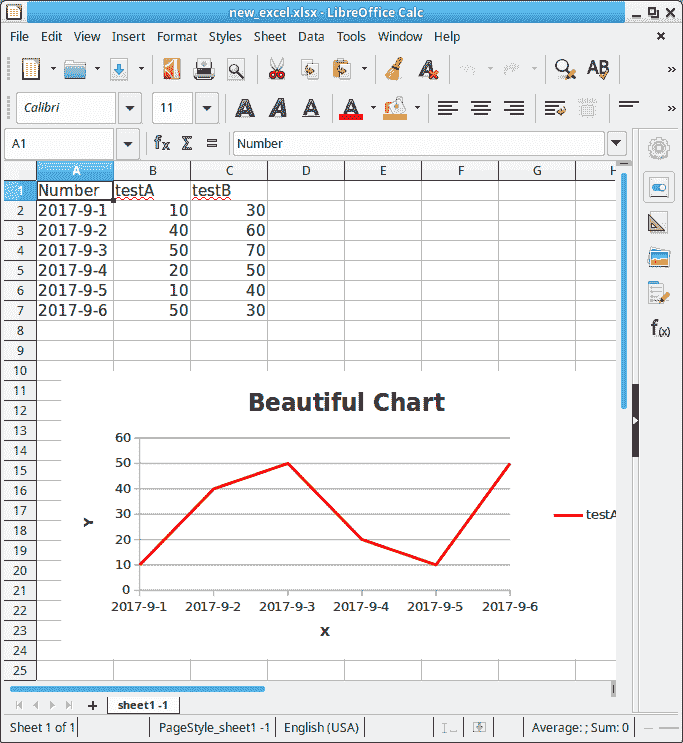 new_excel.xlsx - LibreOffice Calc
File Edit View Insert Format Styles Sheet Data Tools Window Help
Calibri 11
A1 Number
A B C D E F G H
1 Number testA testB
2 2017-9-1 10 30
3 2017-9-2 40 60
4 2017-9-3 50 70
5 2017-9-4 20 50
6 2017-9-5 10 40
7 2017-9-6 50 30
8
9
10
11
12
13
14
15
16
17
18
19
20
21
22
23
24
25
Beautiful Chart
60
50
40
30
20
10
0
Y
2017-9-1 2017-9-2 2017-9-3 2017-9-4 2017-9-5 2017-9-6
X
testA
sheet1 -1
Sheet 1 of 1 PageStyle_sheet1 -1 English (USA) Average: ; Sum: 0